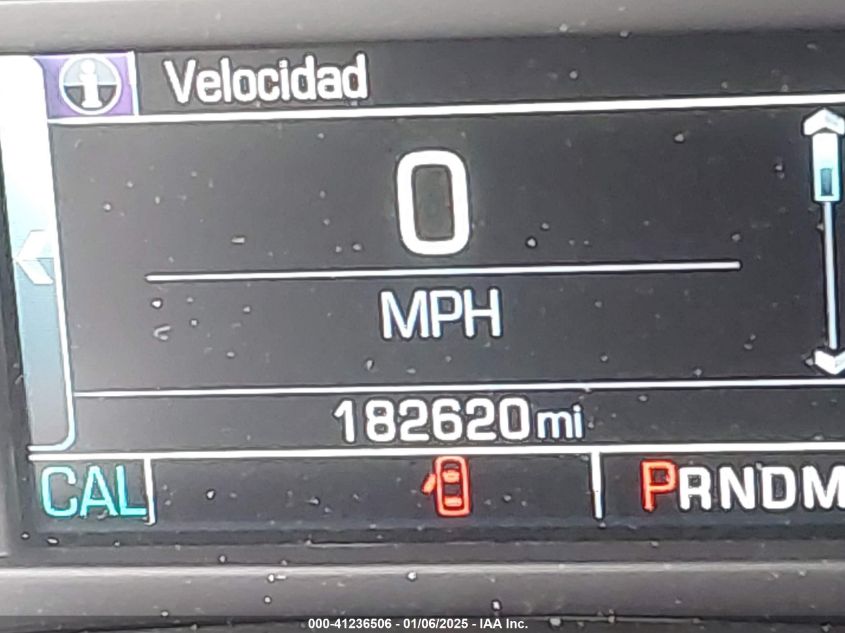 Velocidad
0
MPH
182620mi
CAL PRNDM
000-41236506 - 01/06/2025 - IAA Inc.